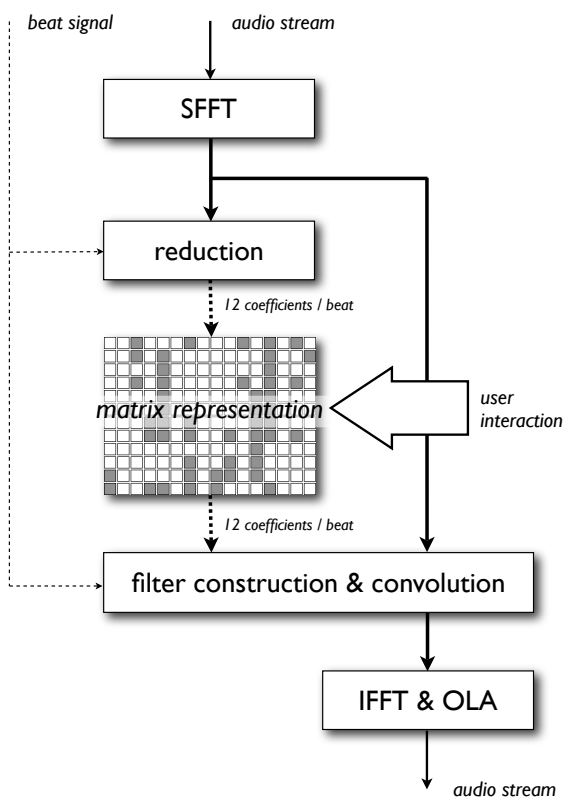 beat signal
audio stream
SFFT
reduction
12 coefficients / beat
matrix representation
user
interaction
12 coefficients / beat
filter construction & convolution
IFFT & OLA
audio stream